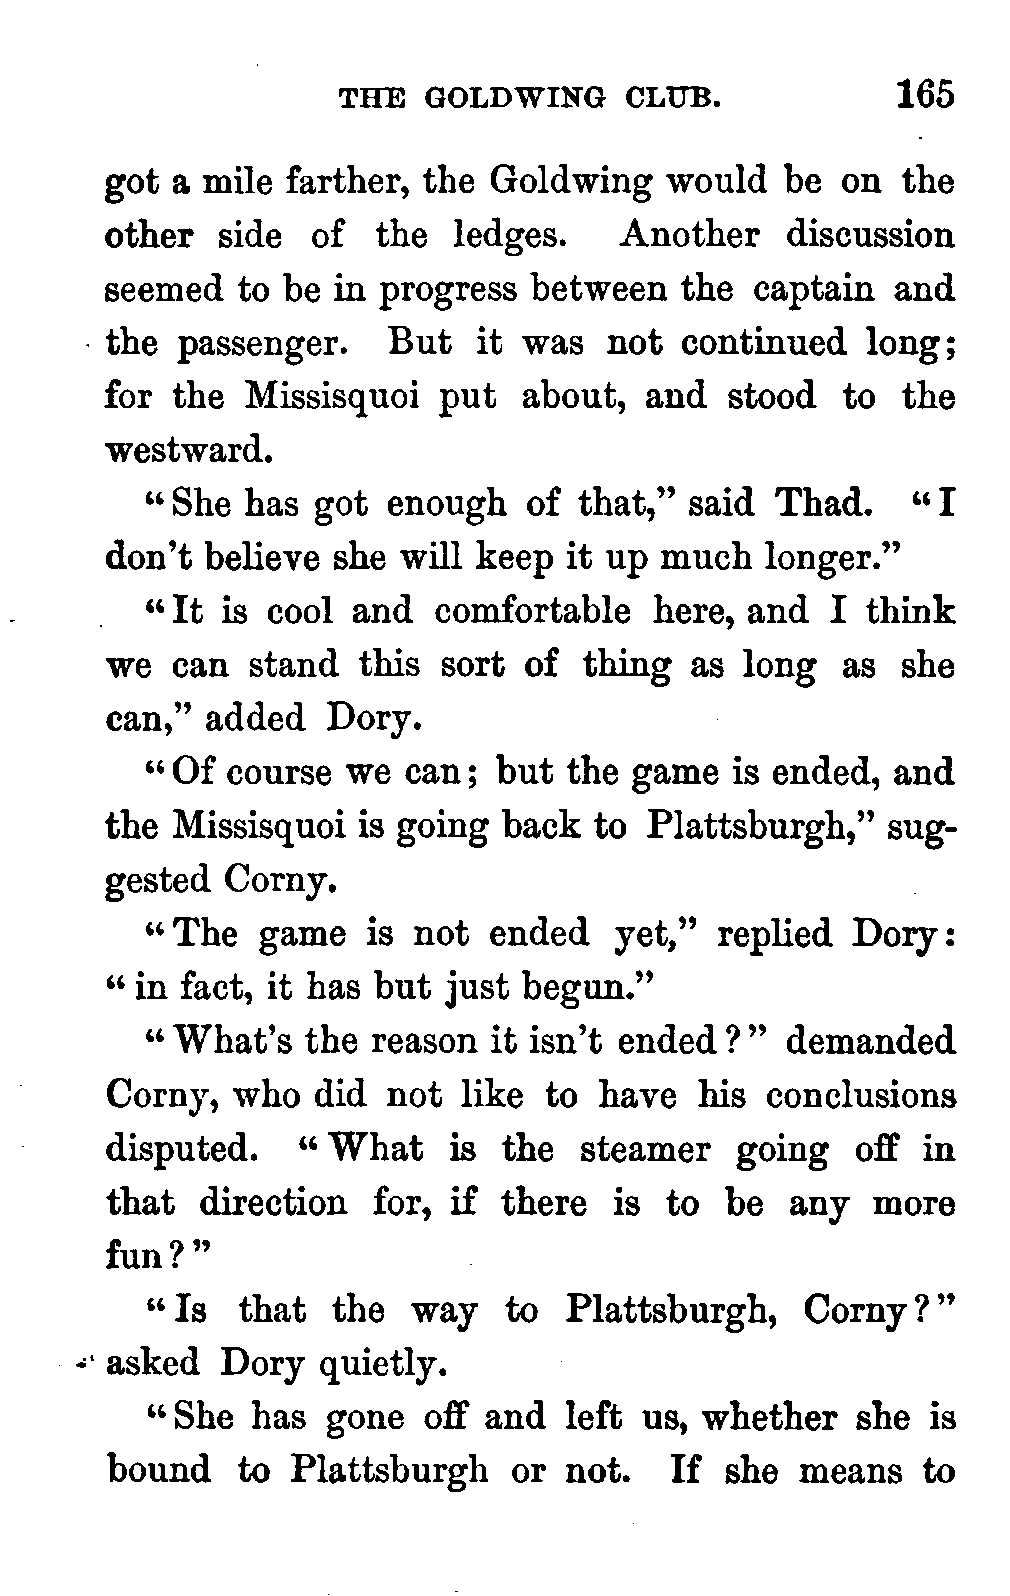 THE GOLDWING CLUB. 165
got a mile farther, the Goldwing would be on the
other side of the ledges. Another discussion
seemed to be in progress between the captain and
the passenger. But it was not continued long;
for the Missisquoi put about, and stood to the
westward.
“She has got enough of that,” said Thad. “I
don’t believe she will keep it up much longer.”
“It is cool and comfortable here, and I think
we can stand this sort of thing as long as she
can,” added Dory.
“Of course we can; but the game is ended, and
the Missisquoi is going back to Plattsburgh,” sug-
gested Corny.
“The game is not ended yet,” replied Dory:
“in fact, it has but just begun.”
“What’s the reason it isn’t ended?” demanded
Corny, who did not like to have his conclusions
disputed. “What is the steamer going off in
that direction for, if there is to be any more
fun?”
“Is that the way to Plattsburgh, Corny?”
asked Dory quietly.
“She has gone off and left us, whether she is
bound to Plattsburgh or not. If she means to